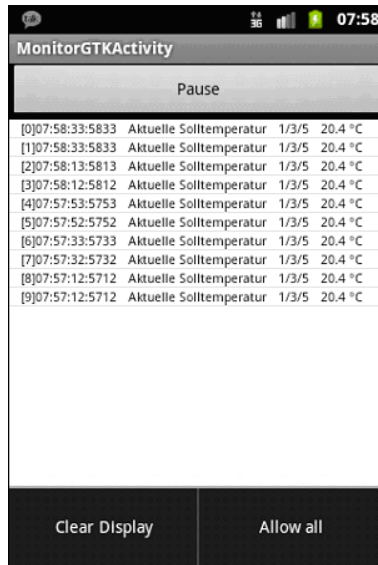 3G 07:58
MonitorGTKActivity
Pause
[0]07:58:33:5833 Aktuelle Solltemperatur 1/3/5 20.4 °C
[1]07:58:33:5833 Aktuelle Solltemperatur 1/3/5 20.4 °C
[2]07:58:13:5813 Aktuelle Solltemperatur 1/3/5 20.4 °C
[3]07:58:12:5812 Aktuelle Solltemperatur 1/3/5 20.4 °C
[4]07:57:53:5753 Aktuelle Solltemperatur 1/3/5 20.4 °C
[5]07:57:52:5752 Aktuelle Solltemperatur 1/3/5 20.4 °C
[6]07:57:33:5733 Aktuelle Solltemperatur 1/3/5 20.4 °C
[7]07:57:32:5732 Aktuelle Solltemperatur 1/3/5 20.4 °C
[8]07:57:12:5712 Aktuelle Solltemperatur 1/3/5 20.4 °C
[9]07:57:12:5712 Aktuelle Solltemperatur 1/3/5 20.4 °C
Clear Display
Allow all